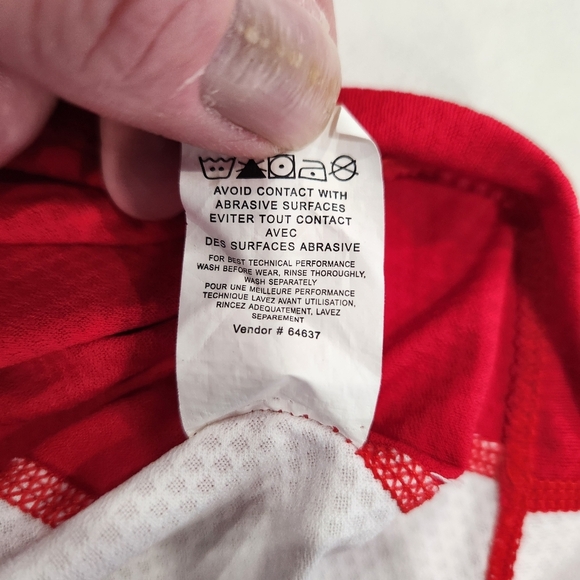 AVOID CONTACT WITH
ABRASIVE SURFACES
EVITER TOUT CONTACT
AVEC
DES SURFACES ABRASIVE
FOR BEST TECHNICAL PERFORMANCE
WASH BEFORE WEAR, RINSE THOROUGHLY,
WASH SEPARATELY
POUR UNE MEILLEURE PERFORMANCE
TECHNIQUE LAVEZ AVANT UTILISATION,
RINCEZ ADEQUATEMENT, LAVEZ
SEPAREMENT
Vendor # 64637